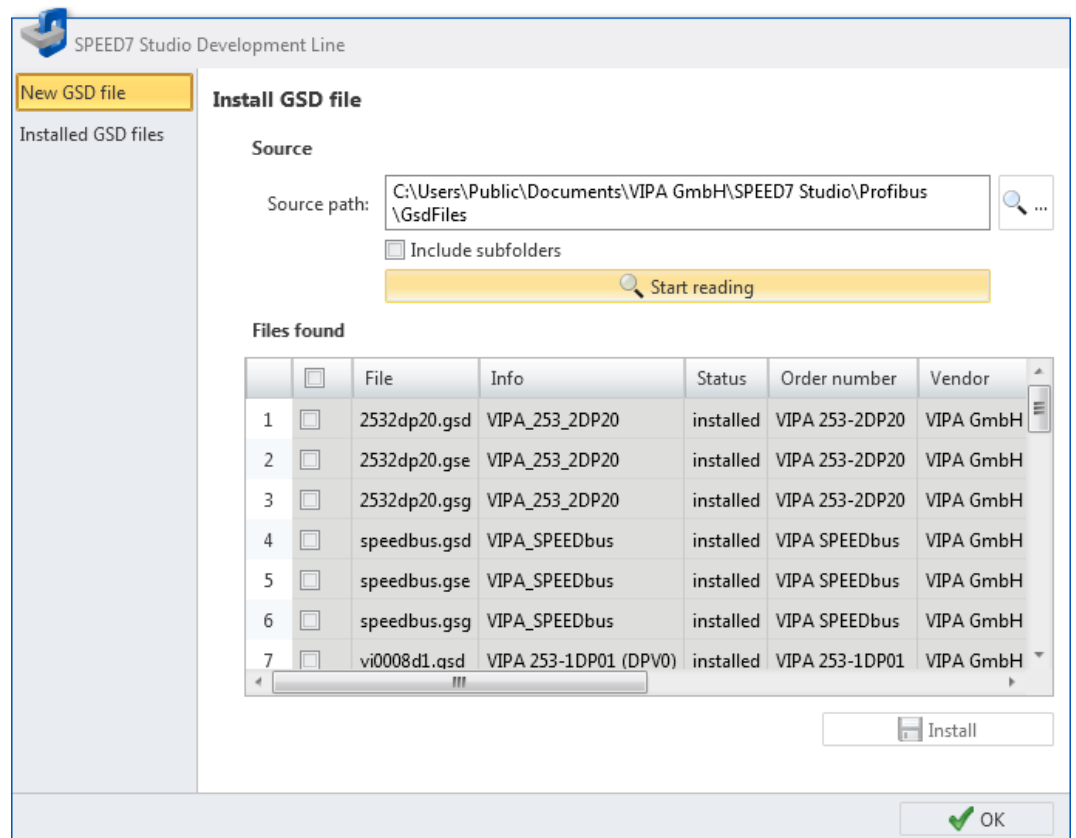 SPEED7 Studio Development Line
New GSD file
Installed GSD files
Install GSD file
Source
Source path:
C:\Users\Public\Documents\VIPA GmbH\SPEED7 Studio\Profibus
\GsdFiles
...
Include subfolders
Start reading
Files found
File Info Status Order number Vendor
1 2532dp20.gsd VIPA_253_2DP20 installed VIPA 253-2DP20 VIPA GmbH
2 2532dp20.gse VIPA_253_2DP20 installed VIPA 253-2DP20 VIPA GmbH
3 2532dp20.gsg VIPA_253_2DP20 installed VIPA 253-2DP20 VIPA GmbH
4 speedbus.gsd VIPA_SPEEDbus installed VIPA SPEEDbus VIPA GmbH
5 speedbus.gse VIPA_SPEEDbus installed VIPA SPEEDbus VIPA GmbH
6 speedbus.gsg VIPA_SPEEDbus installed VIPA SPEEDbus VIPA GmbH
7 vi0008d1.gsd VIPA 253-1DP01 (DPV0) installed VIPA 253-1DP01 VIPA GmbH
Install
OK